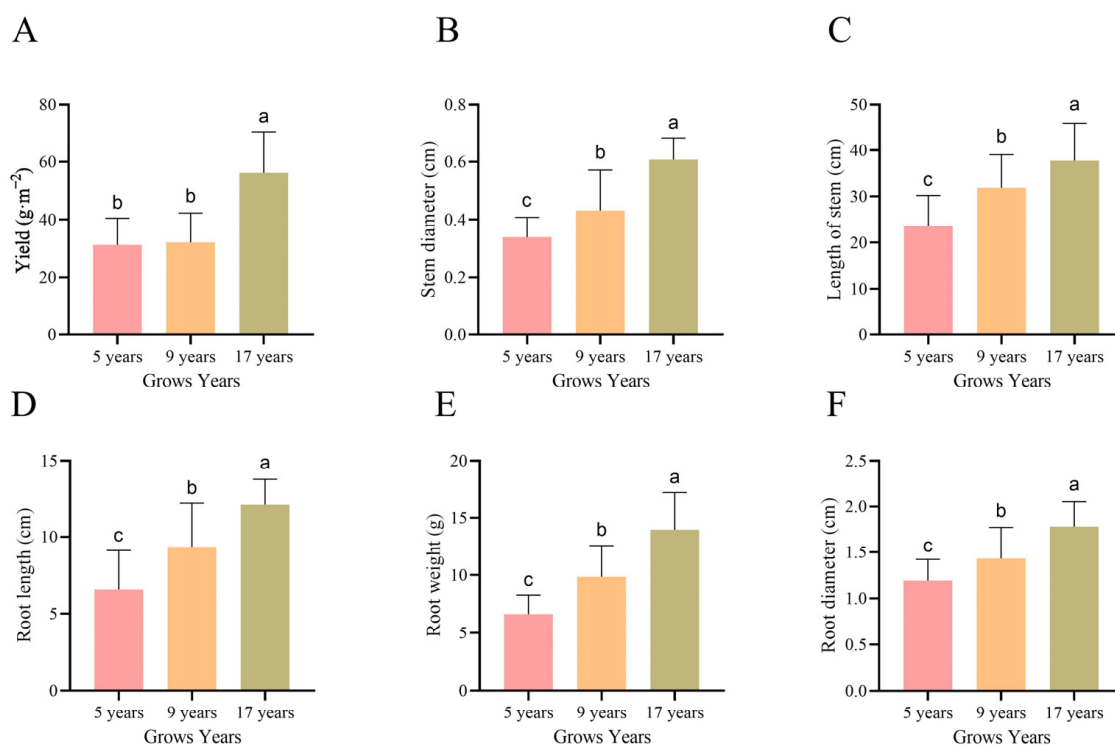 A
Yield (g·m⁻²)
80
60
40
20
0
b
b
a
5 years 9 years 17 years
Grows Years
B
Stem diameter (cm)
0.8
0.6
0.4
0.2
0.0
c
b
a
5 years 9 years 17 years
Grows Years
C
Length of stem (cm)
50
40
30
20
10
0
c
b
a
5 years 9 years 17 years
Grows Years
D
Root length (cm)
15
10
5
0
c
b
a
5 years 9 years 17 years
Grows Years
E
Root weight (g)
20
15
10
5
0
c
b
a
5 years 9 years 17 years
Grows Years
F
Root diameter (cm)
2.5
2.0
1.5
1.0
0.5
0.0
c
b
a
5 years 9 years 17 years
Grows Years